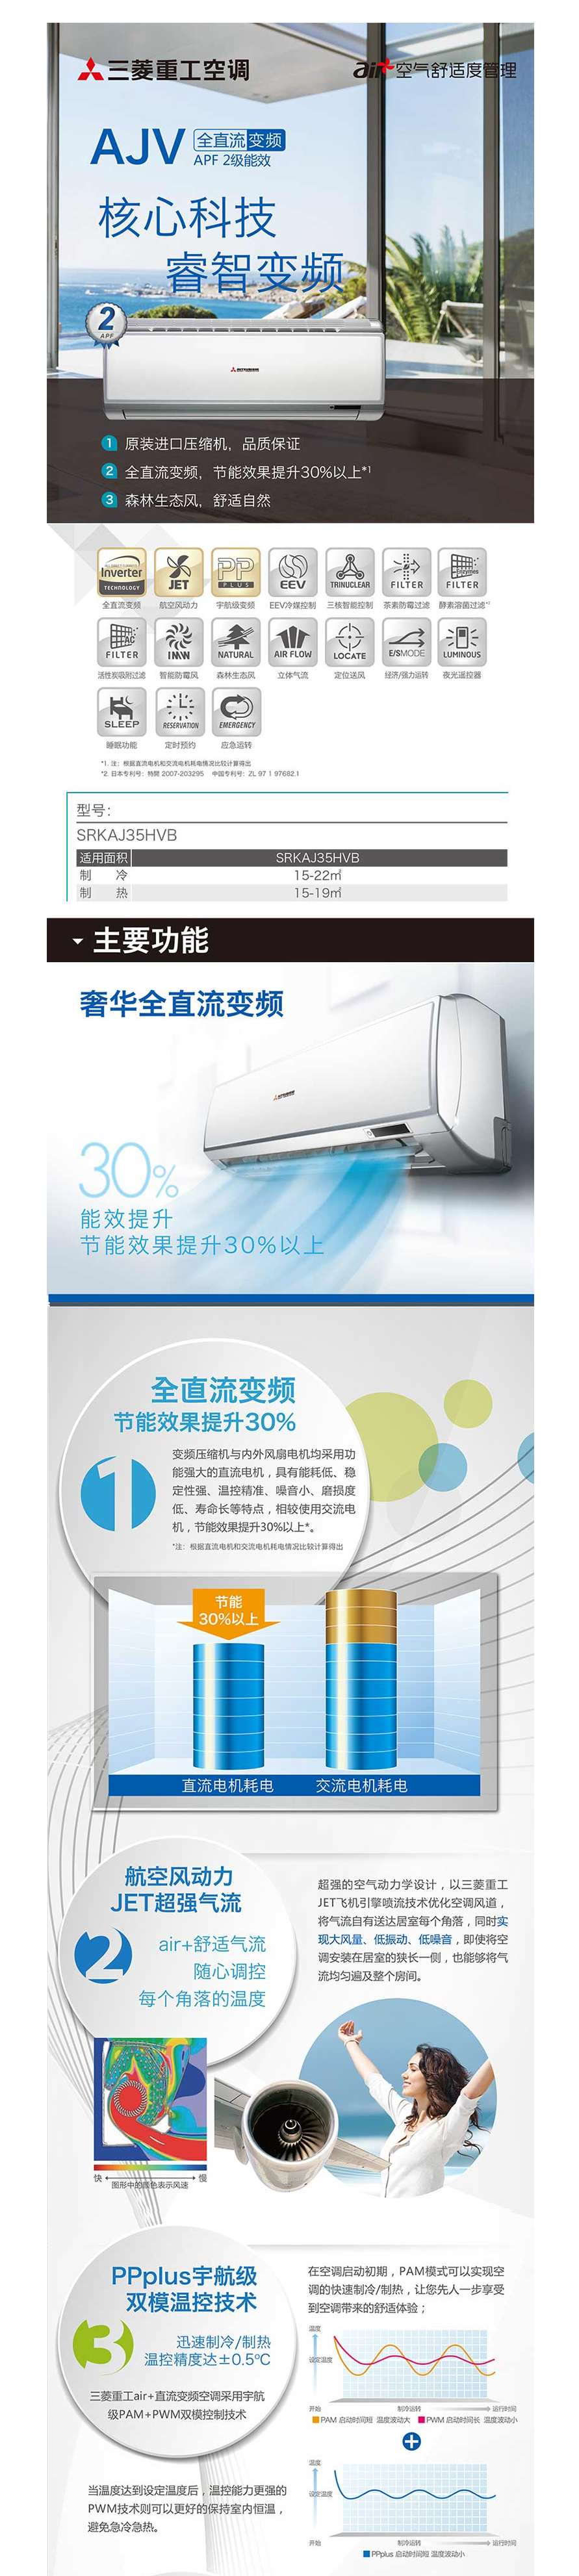 三菱重工空调
air+空气舒适度管理
AJV 全直流变频
APF 2级能效
核心科技
睿智变频
2
APF
MITSUBISHI
1 原装进口压缩机，品质保证
2 全直流变频，节能效果提升30%以上*1
3 森林生态风，舒适自然
Inverter
TECHNOLOGY
JET
PP
PLUS
EEV
TRINUCLEAR
FILTER
Enzymes
FILTER
全直流变频 航空风动力 宇航级变频 EEV冷媒控制 三核智能控制 茶素防霉过滤 酵素溶菌过滤*2
AC
FILTER
NATURAL
AIR FLOW
LOCATE
E/SMODE
LUMINOUS
活性炭吸附过滤 智能防霉风 森林生态风 立体气流 定位送风 经济/强力运转 夜光遥控器
SLEEP
RESERVATION
EMERGENCY
睡眠功能 定时预约 应急运转
*1. 注：根据直流电机和交流电机耗电情况比较计算得出
*2. 日本专利号：特開 2007-203295 中国专利号：ZL 97 1 97682.1
型号：
SRKAJ35HVB
适用面积 SRKAJ35HVB
制 冷 15-22㎡
制 热 15-19㎡
主要功能
奢华全直流变频
MITSUBISHI
30%
能效提升
节能效果提升30%以上
全直流变频
节能效果提升30%
1
变频压缩机与内外风扇电机均采用功
能强大的直流电机，具有能耗低、稳
定性强、温控精准、噪音小、磨损度
低、寿命长等特点，相较使用交流电
机，节能效果提升30%以上*。
*注：根据直流电机和交流电机耗电情况比较计算得出
节能
30%以上
直流电机耗电 交流电机耗电
航空风动力
JET超强气流
2
air+舒适气流
随心调控
每个角落的温度
超强的空气动力学设计，以三菱重工
JET飞机引擎喷流技术优化空调风道，
将气流自有送达居室每个角落，同时实
现大风量、低振动、低噪音，即使将空
调安装在居室的狭长一侧，也能够将气
流均匀遍及整个房间。
快 慢
图形中的颜色表示风速
PPplus宇航级
双模温控技术
3
迅速制冷/制热
温控精度达±0.5℃
三菱重工air+直流变频空调采用宇航
级PAM+PWM双模控制技术
在空调启动初期，PAM模式可以实现空
调的快速制冷/制热，让您先人一步享受
到空调带来的舒适体验；
温度
设定温度
开始 制冷运转 运行时间
PAM 启动时间短 温度波动大 PWM 启动时间长 温度波动小
当温度达到设定温度后，温控能力更强的
PWM技术则可以更好的保持室内恒温，
避免急冷急热。
温度
设定温度
开始 制冷运转 运行时间
PPplus 启动时间短 温度波动小